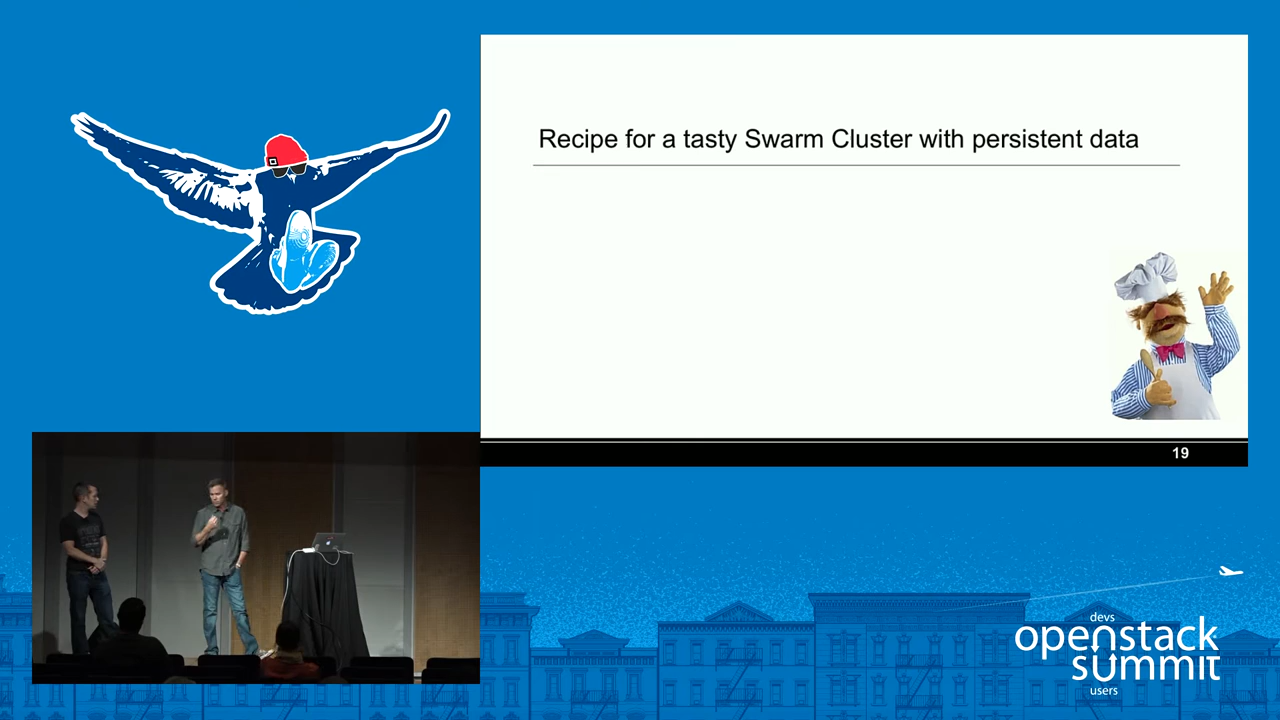 Recipe for a tasty Swarm Cluster with persistent data
19
devs
openstack
summit
users